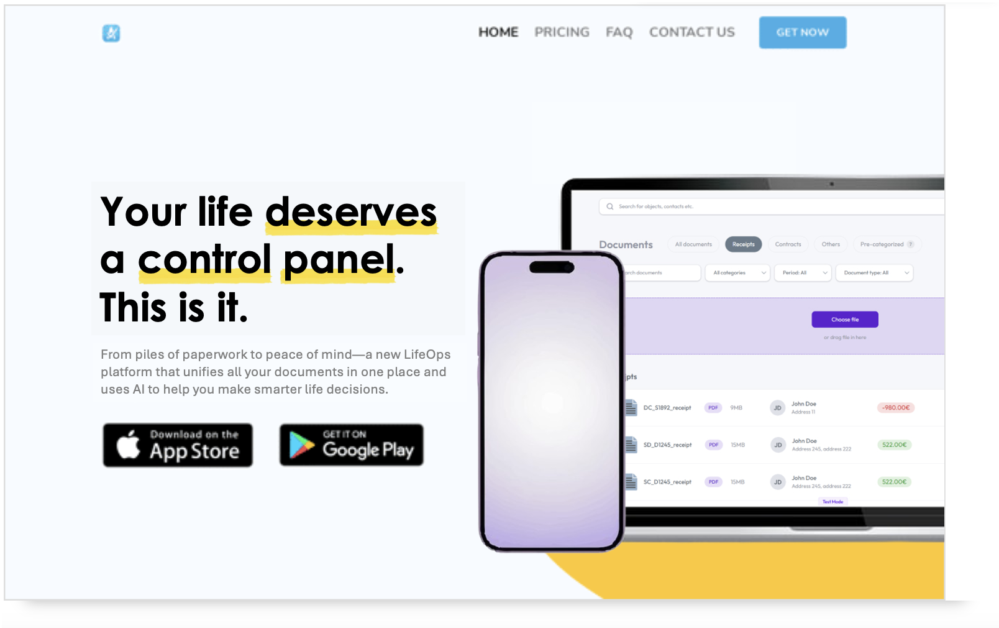 HOME PRICING FAQ CONTACT US GET NOW
Your life deserves
a control panel.
This is it.
From piles of paperwork to peace of mind—a new LifeOps
platform that unifies all your documents in one place and
uses AI to help you make smarter life decisions.
Download on the
App Store
GET IT ON
Google Play
Search for objects, contacts etc.
Documents All documents Receipts Contracts Others Pre-categorized 7
documents All categories Period: All Document type: All
Choose file
or drag file in here
DC_S1892_receipt PDF 9MB JD John Doe -980.00€
Address 11
SD_D1245_receipt PDF 15MB JD John Doe 522.00€
Address 245, address 222
SC_D1245_receipt PDF 15MB JD John Doe 522.00€
Address 245, address 222
Test Mode